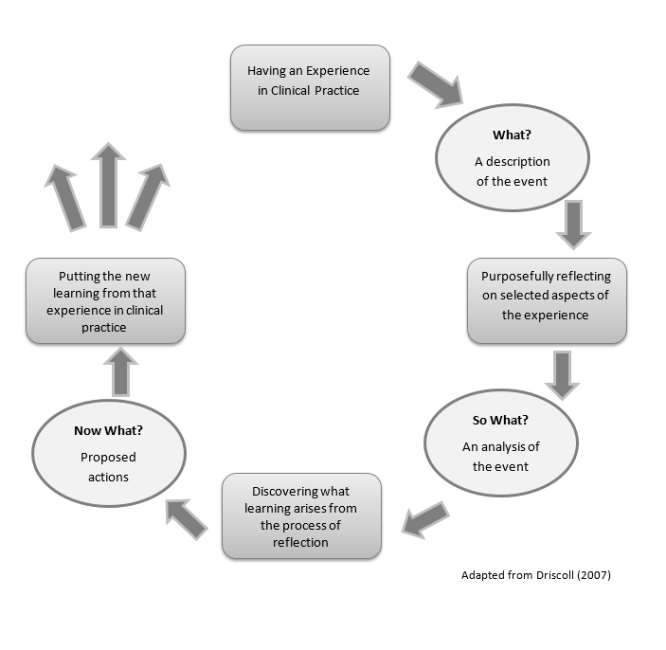 Having an Experience
in Clinical Practice
What?
A description
of the event
Purposefully reflecting
on selected aspects of
the experience
So What?
An analysis of
the event
Discovering what
learning arises from
the process of
reflection
Now What?
Proposed
actions
Putting the new
learning from that
experience in clinical
practice
Adapted from Driscoll (2007)